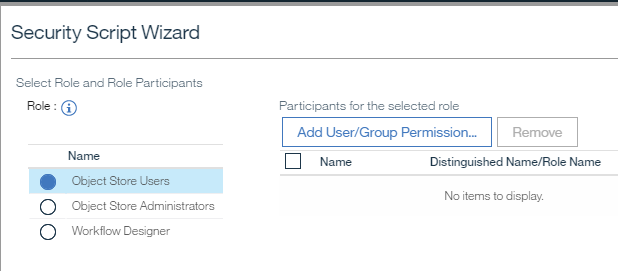 Security Script Wizard
Select Role and Role Participants
Role :
Name
Object Store Users
Object Store Administrators
Workflow Designer
Participants for the selected role
Add User/Group Permission... Remove
Name Distinguished Name/Role Name
No items to display.